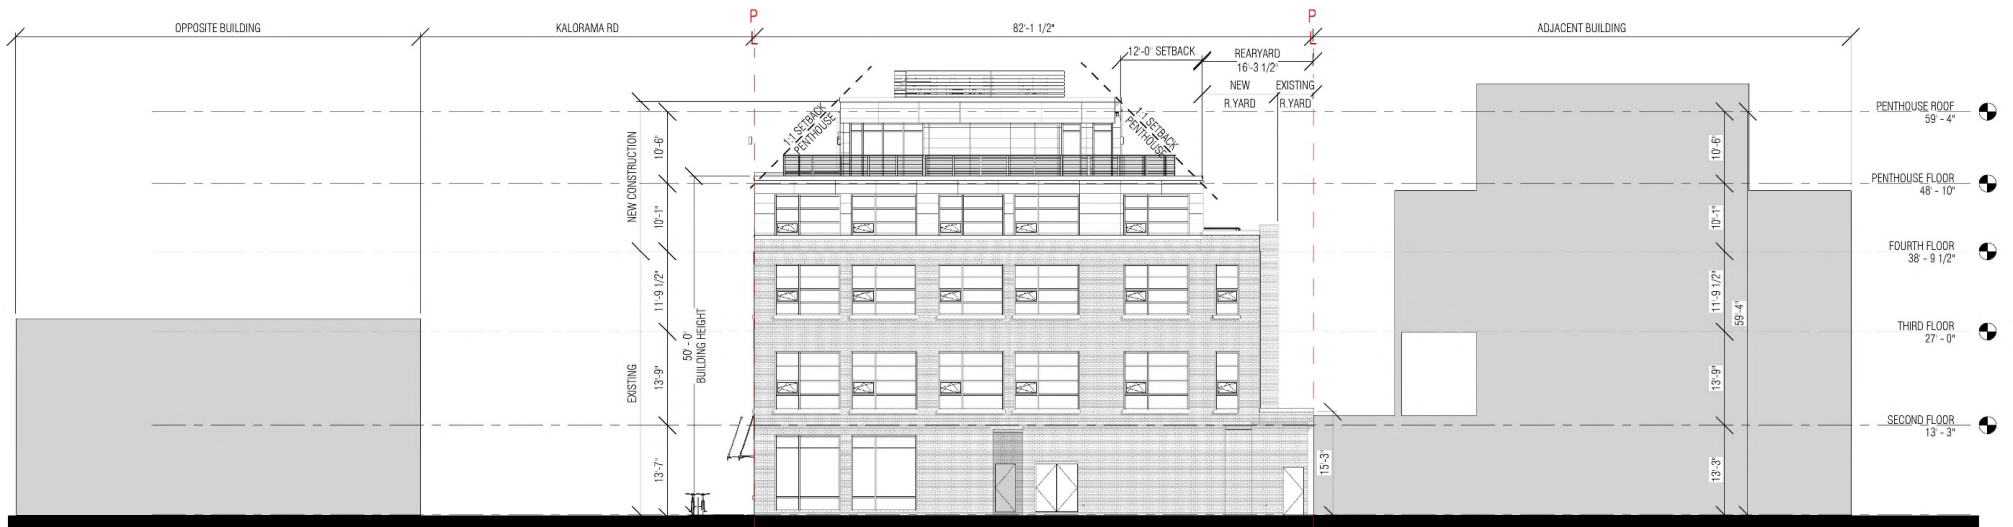 OPPOSITE BUILDING
KALORAMA RD
P
L
82'-1 1/2"
P
L
ADJACENT BUILDING
12'-0" SETBACK
REARYARD
16'-3 1/2"
NEW
R.YARD
EXISTING
R.YARD
1:1 SETBACK
PENTHOUSE
1:1 SETBACK
PENTHOUSE
NEW CONSTRUCTION
10'-6"
10'-1"
EXISTING
11'-9 1/2"
13'-9"
13'-7"
50' - 0"
BUILDING HEIGHT
15'-3"
10'-6"
10'-1"
11'-9 1/2"
13'-9"
13'-3"
59'-4"
PENTHOUSE ROOF
59' - 4"
PENTHOUSE FLOOR
48' - 10"
FOURTH FLOOR
38' - 9 1/2"
THIRD FLOOR
27' - 0"
SECOND FLOOR
13' - 3"